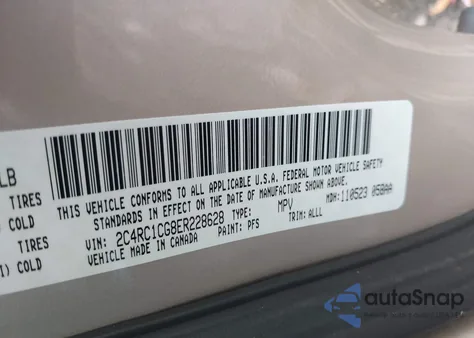 LB
TIRES
COLD
TIRES
) COLD
THIS VEHICLE CONFORMS TO ALL APPLICABLE U.S.A. FEDERAL MOTOR VEHICLE SAFETY
STANDARDS IN EFFECT ON THE DATE OF MANUFACTURE SHOWN ABOVE.
VIN: 2C4RC1CG8ER228628 TYPE: MPV MDH: 110523 058AA
VEHICLE MADE IN CANADA PAINT: PFS TRIM: ALLL
autoSnap